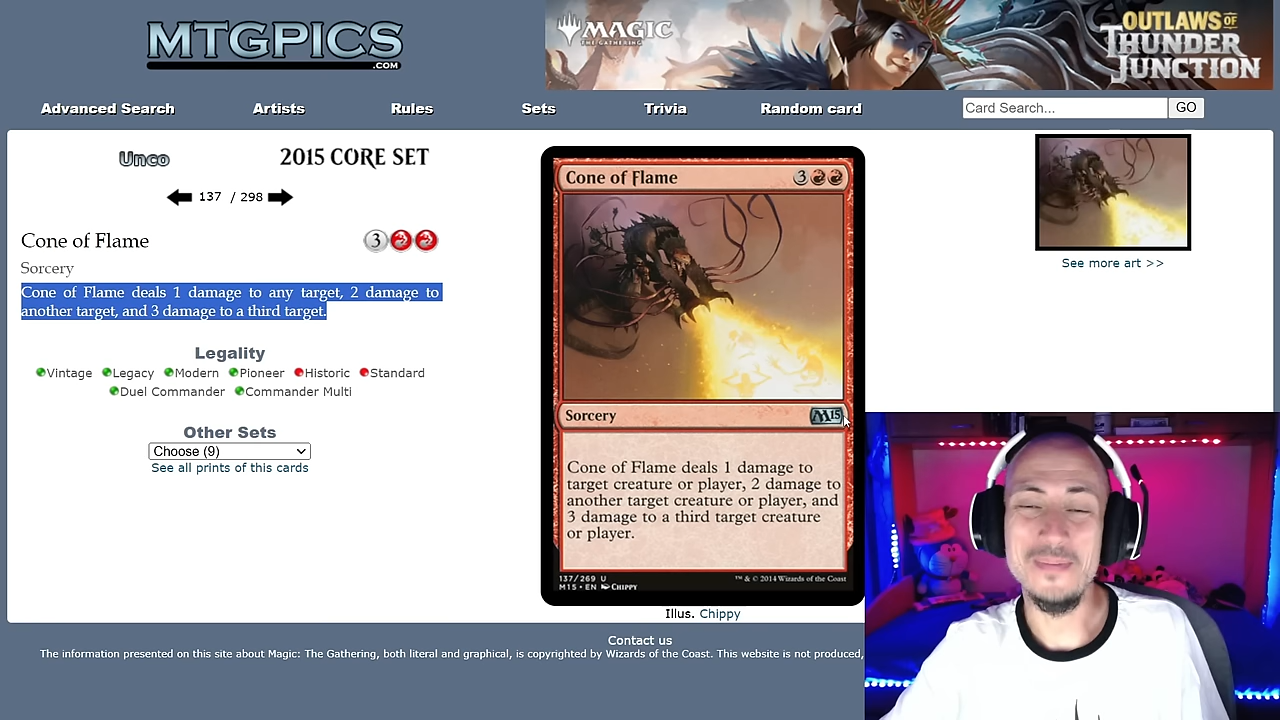 MTGPICS
.COM
MAGIC
THE GATHERING
OUTLAWS OF
THUNDER
JUNCTION
Advanced Search Artists Rules Sets Trivia Random card Card Search... GO
Unco 2015 CORE SET
137 / 298
Cone of Flame 3
Sorcery
Cone of Flame deals 1 damage to any target, 2 damage to
another target, and 3 damage to a third target.
Legality
Vintage Legacy Modern Pioneer Historic Standard
Duel Commander Commander Multi
Other Sets
Choose (9)
See all prints of this cards
Cone of Flame 3
Sorcery M15
Cone of Flame deals 1 damage to
target creature or player, 2 damage to
another target creature or player, and
3 damage to a third target creature
or player.
137/269 U
M15 • EN CHIPPY
™ & © 2014 Wizards of the Coast
Illus. Chippy
See more art >>
Contact us
The information presented on this site about Magic: The Gathering, both literal and graphical, is copyrighted by Wizards of the Coast. This website is not produced,